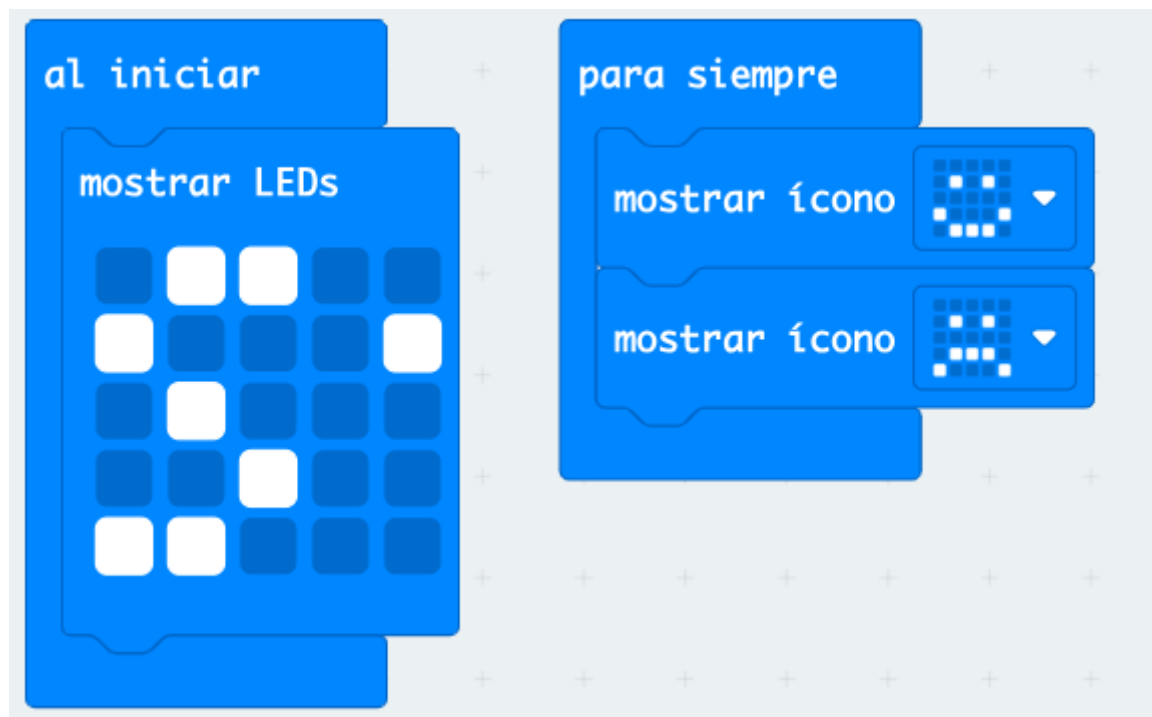 al iniciar
mostrar LEDs
para siempre
mostrar ícono
mostrar ícono